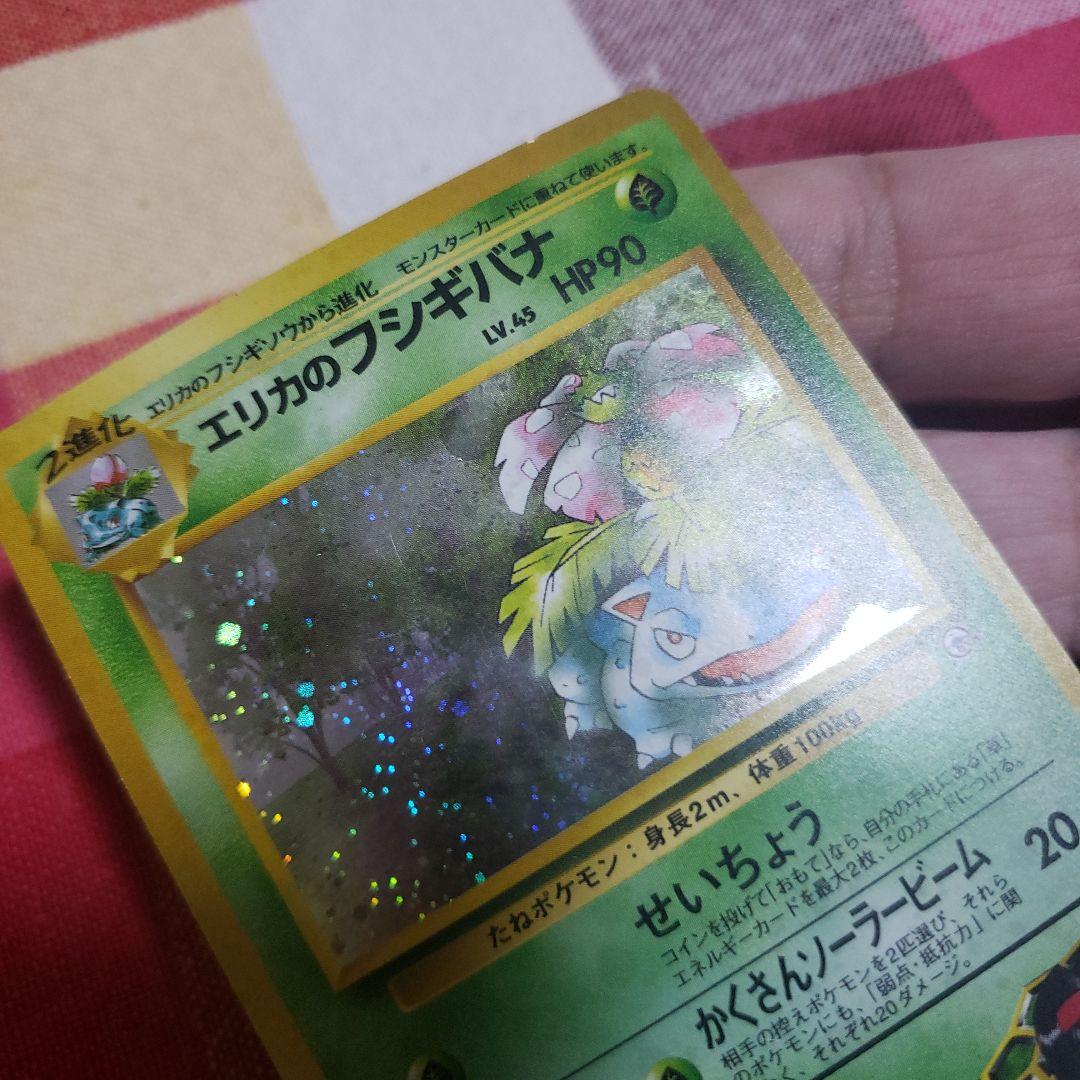 エリカのフシギソウから進化 モンスターカードに重ねて使います。
2進化
エリカのフシギバナ LV.45 HP90
たねポケモン：身長2m、体重100kg
せいちょう
コインを投げて「おもて」なら、自分の手札にある「草」
エネルギーカードを最大2枚、このカードにつける。
かくさんソーラービーム 20
相手の控えポケモンを2匹選び、それら
のポケモンにも、「弱点・抵抗力」に関
く、それぞれ20ダメージ。